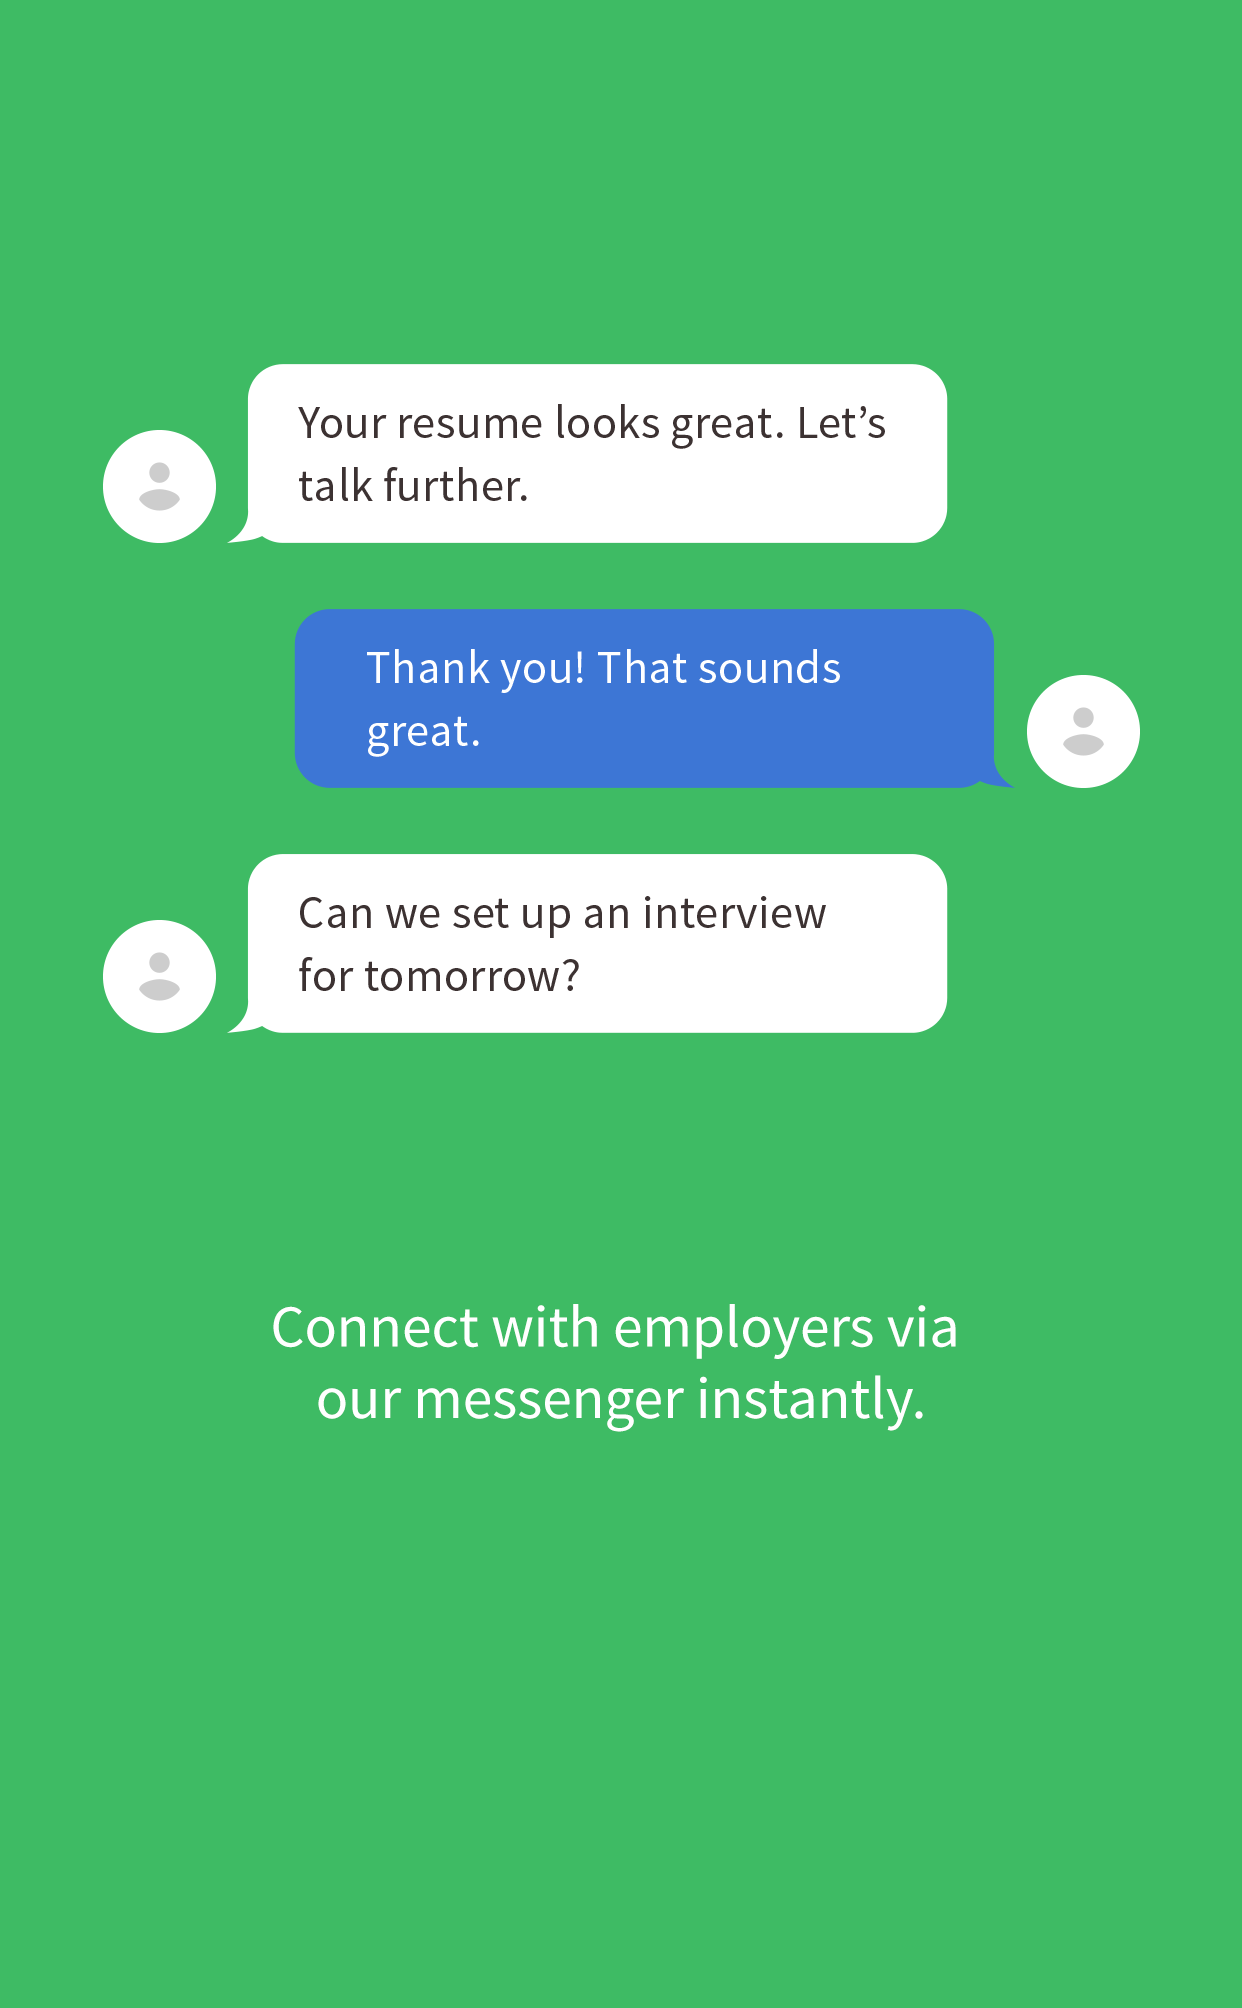 Your resume looks great. Let’s
talk further.
Thank you! That sounds
great.
Can we set up an interview
for tomorrow?
Connect with employers via
our messenger instantly.